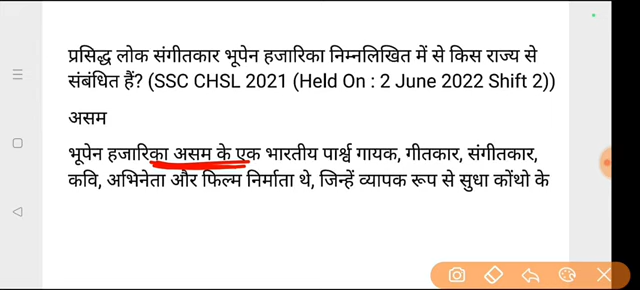 प्रसिद्ध लोक संगीतकार भूपेन हजारिका निम्नलिखित में से किस राज्य से
संबंधित हैं? (SSC CHSL 2021 (Held On : 2 June 2022 Shift 2))
असम
भूपेन हजारिका असम के एक भारतीय पार्श्व गायक, गीतकार, संगीतकार,
कवि, अभिनेता और फिल्म निर्माता थे, जिन्हें व्यापक रूप से सुधा कोंथो के